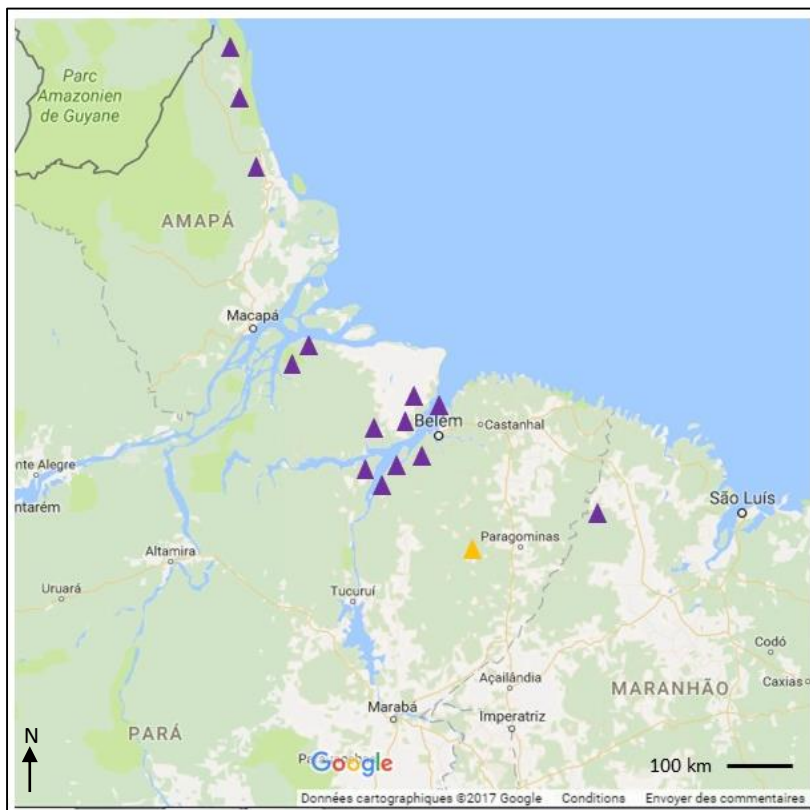 Parc
Amazonien
de Guyane
AMAPÁ
Macapá
Belém
Castanhal
nte Alegre
ntarém
São Luís
Altamira
Paragominas
Uruará
Tucuruí
Codó
Açailândia
Caxias
MARANHÃO
Marabá
Imperatriz
PARÁ
N
Google
100 km
Données cartographiques ©2017 Google Conditions Envoyer des commentaires